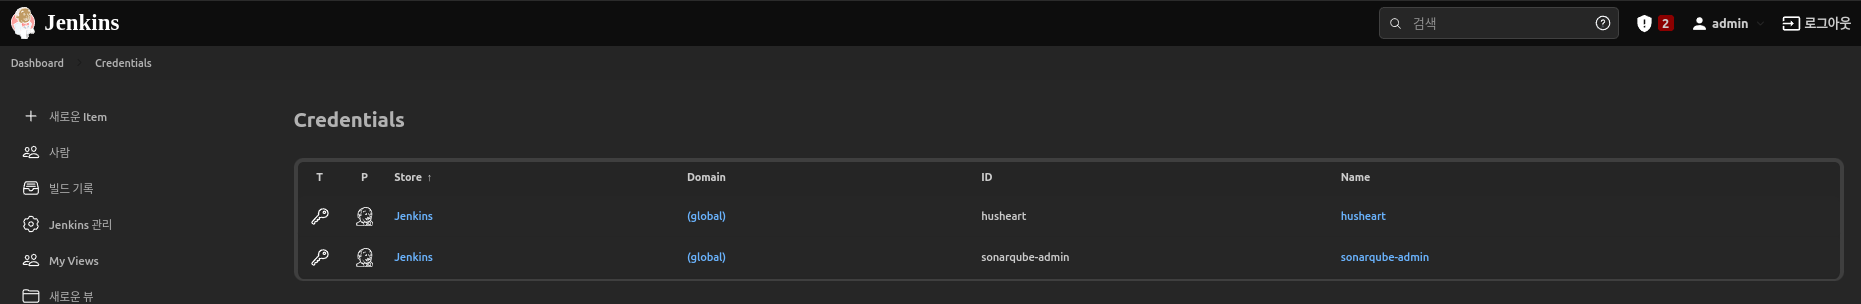 Jenkins
검색
2
admin
로그아웃
Dashboard
Credentials
새로운 Item
사람
빌드 기록
Jenkins 관리
My Views
새로운 뷰
Credentials
T P Store ↑ Domain ID Name
Jenkins (global) husheart husheart
Jenkins (global) sonarqube-admin sonarqube-admin